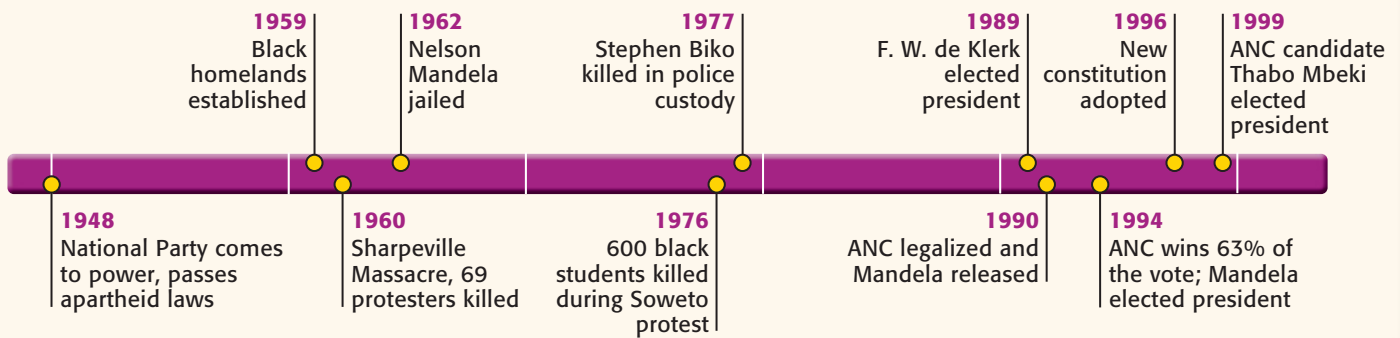 1959
Black
homelands
established
1962
Nelson
Mandela
jailed
1977
Stephen Biko
killed in police
custody
1989
F. W. de Klerk
elected
president
1996
New
constitution
adopted
1999
ANC candidate
Thabo Mbeki
elected
president
1948
National Party comes
to power, passes
apartheid laws
1960
Sharpeville
Massacre, 69
protesters killed
1976
600 black
students killed
during Soweto
protest
1990
ANC legalized and
Mandela released
1994
ANC wins 63% of
the vote; Mandela
elected president